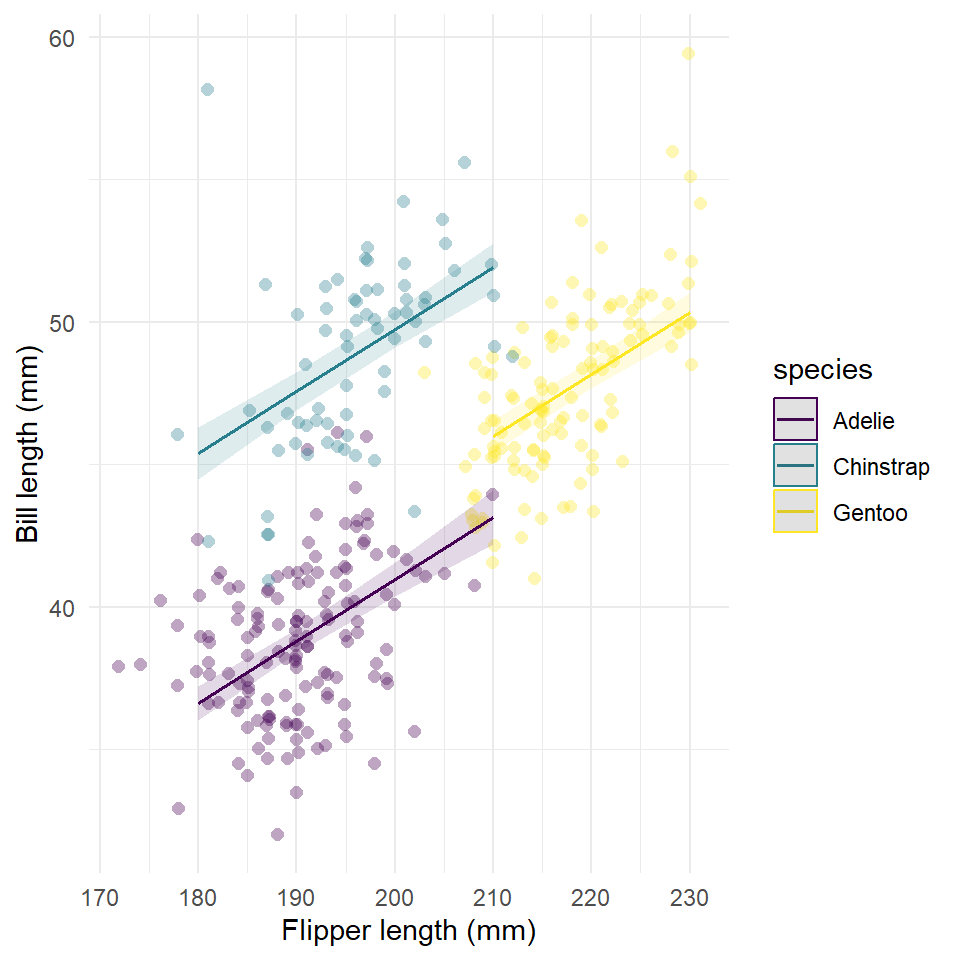 60
50
40
Bill length (mm)
170 180 190 200 210 220 230
Flipper length (mm)
species
Adelie
Chinstrap
Gentoo